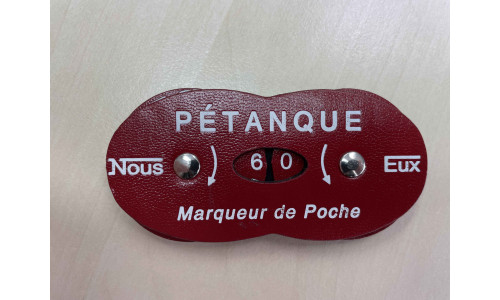 PÉTANQUE
Nous 6 0 Eux
Marqueur de Poche